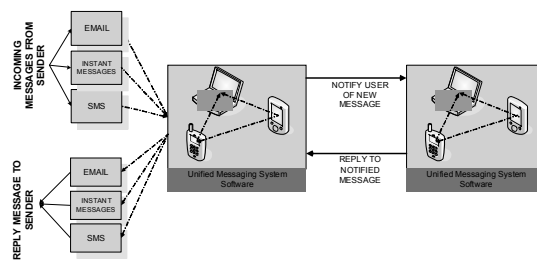 INCOMING
MESSAGES FROM
SENDER
EMAIL
INSTANT
MESSAGES
SMS
NOTIFY USER
OF NEW
MESSAGE
REPLY TO
NOTIFIED
MESSAGE
Unified Messaging System
Software
Unified Messaging System
Software
REPLY MESSAGE TO
SENDER
EMAIL
INSTANT
MESSAGES
SMS